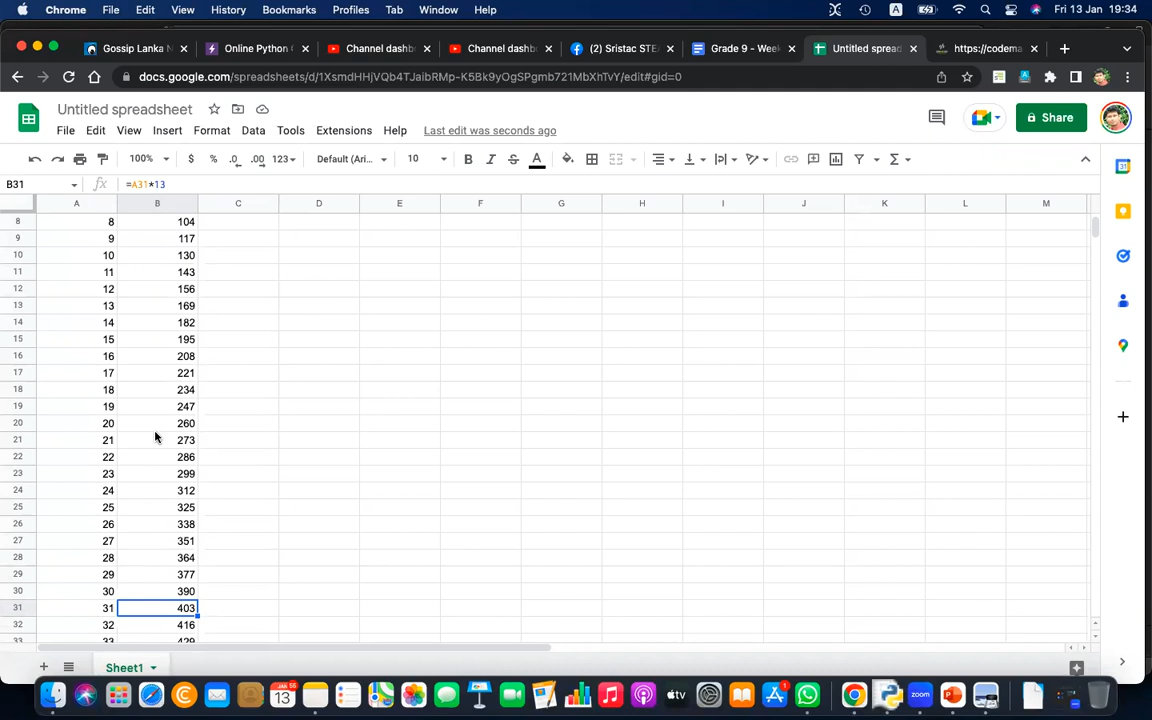 Chrome File Edit View History Bookmarks Profiles Tab Window Help A Fri 13 Jan 19:34
Gossip Lanka N Online Python C Channel dashb Channel dashb (2) Sristac STE Grade 9 - Wee Untitled spread https://codema
docs.google.com/spreadsheets/d/1XsmdHHjVQb4TJaibRMp-K5Bk9yOgSPgmb721MbXhTvY/edit#gid=0
Untitled spreadsheet
File Edit View Insert Format Data Tools Extensions Help Last edit was seconds ago Share
100% $ % .0 .00 123 Default (Ari... 10 B I S A
B31 fx =A31*13
A B C D E F G H I J K L M
8 8 104
9 9 117
10 10 130
11 11 143
12 12 156
13 13 169
14 14 182
15 15 195
16 16 208
17 17 221
18 18 234
19 19 247
20 20 260
21 21 273
22 22 286
23 23 299
24 24 312
25 25 325
26 26 338
27 27 351
28 28 364
29 29 377
30 30 390
31 31 403
32 32 416
33 33 429
Sheet1
13 tv zoom